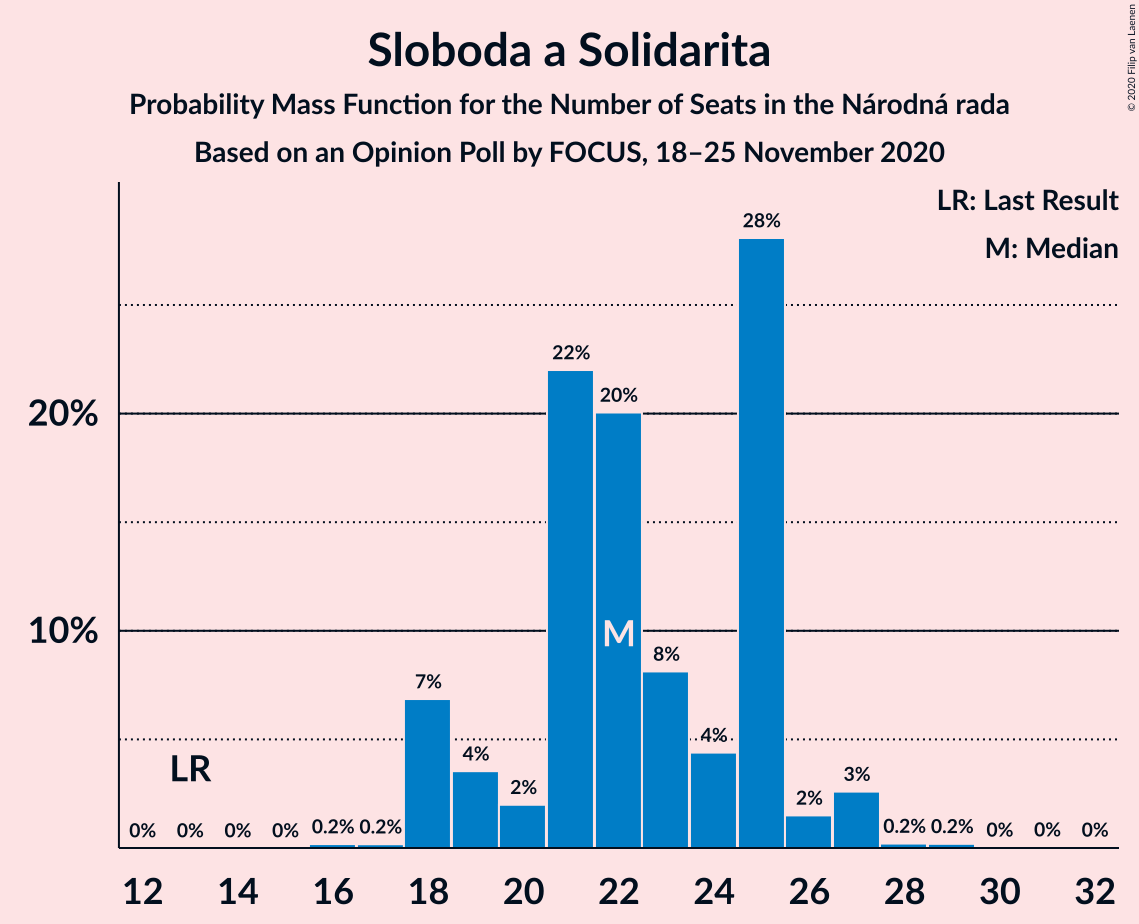 Sloboda a Solidarita
Probability Mass Function for the Number of Seats in the Národná rada
Based on an Opinion Poll by FOCUS, 18–25 November 2020
© 2020 Filip van Laenen
LR: Last Result
M: Median
28%
22%
20%
20%
10%
M
8%
7%
4%
4%
LR
3%
2%
2%
0% 0% 0% 0% 0.2% 0.2% 0.2% 0.2% 0% 0% 0%
12 14 16 18 20 22 24 26 28 30 32